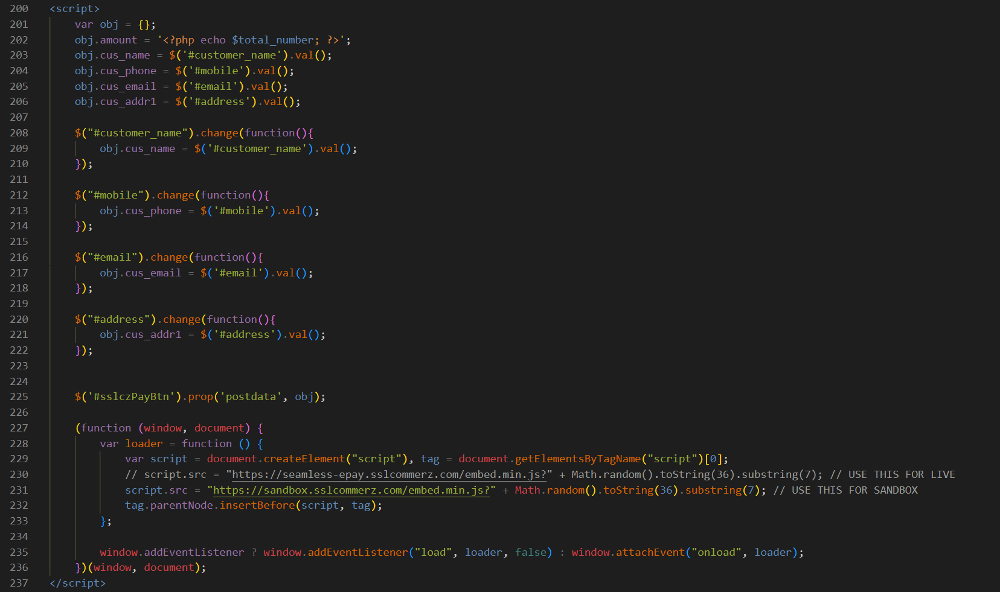 200 <script>
201 var obj = {};
202 obj.amount = '<?php echo $total_number; ?>';
203 obj.cus_name = $('#customer_name').val();
204 obj.cus_phone = $('#mobile').val();
205 obj.cus_email = $('#email').val();
206 obj.cus_addr1 = $('#address').val();
207
208 $("#customer_name").change(function(){
209 obj.cus_name = $('#customer_name').val();
210 });
211
212 $("#mobile").change(function(){
213 obj.cus_phone = $('#mobile').val();
214 });
215
216 $("#email").change(function(){
217 obj.cus_email = $('#email').val();
218 });
219
220 $("#address").change(function(){
221 obj.cus_addr1 = $('#address').val();
222 });
223
224
225 $('#sslczPayBtn').prop('postdata', obj);
226
227 (function (window, document) {
228 var loader = function () {
229 var script = document.createElement("script"), tag = document.getElementsByTagName("script")[0];
230 // script.src = "https://seamless-epay.sslcommerz.com/embed.min.js?" + Math.random().toString(36).substring(7); // USE THIS FOR LIVE
231 script.src = "https://sandbox.sslcommerz.com/embed.min.js?" + Math.random().toString(36).substring(7); // USE THIS FOR SANDBOX
232 tag.parentNode.insertBefore(script, tag);
233 };
234
235 window.addEventListener ? window.addEventListener("load", loader, false) : window.attachEvent("onload", loader);
236 })(window, document);
237 </script>